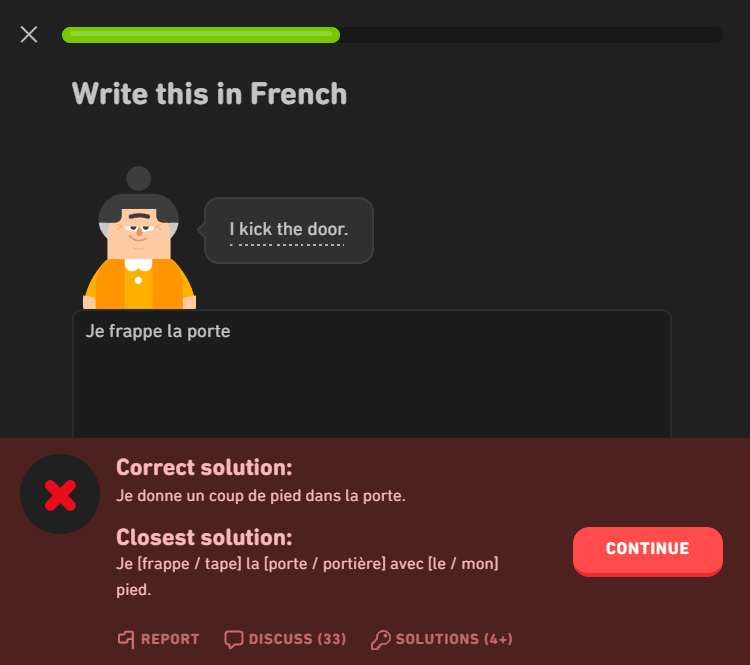 Write this in French
I kick the door.
Je frappe la porte
Correct solution:
Je donne un coup de pied dans la porte.
Closest solution:
Je [frappe / tape] la [porte / portière] avec [le / mon]
pied.
CONTINUE
REPORT DISCUSS (33) SOLUTIONS (4+)